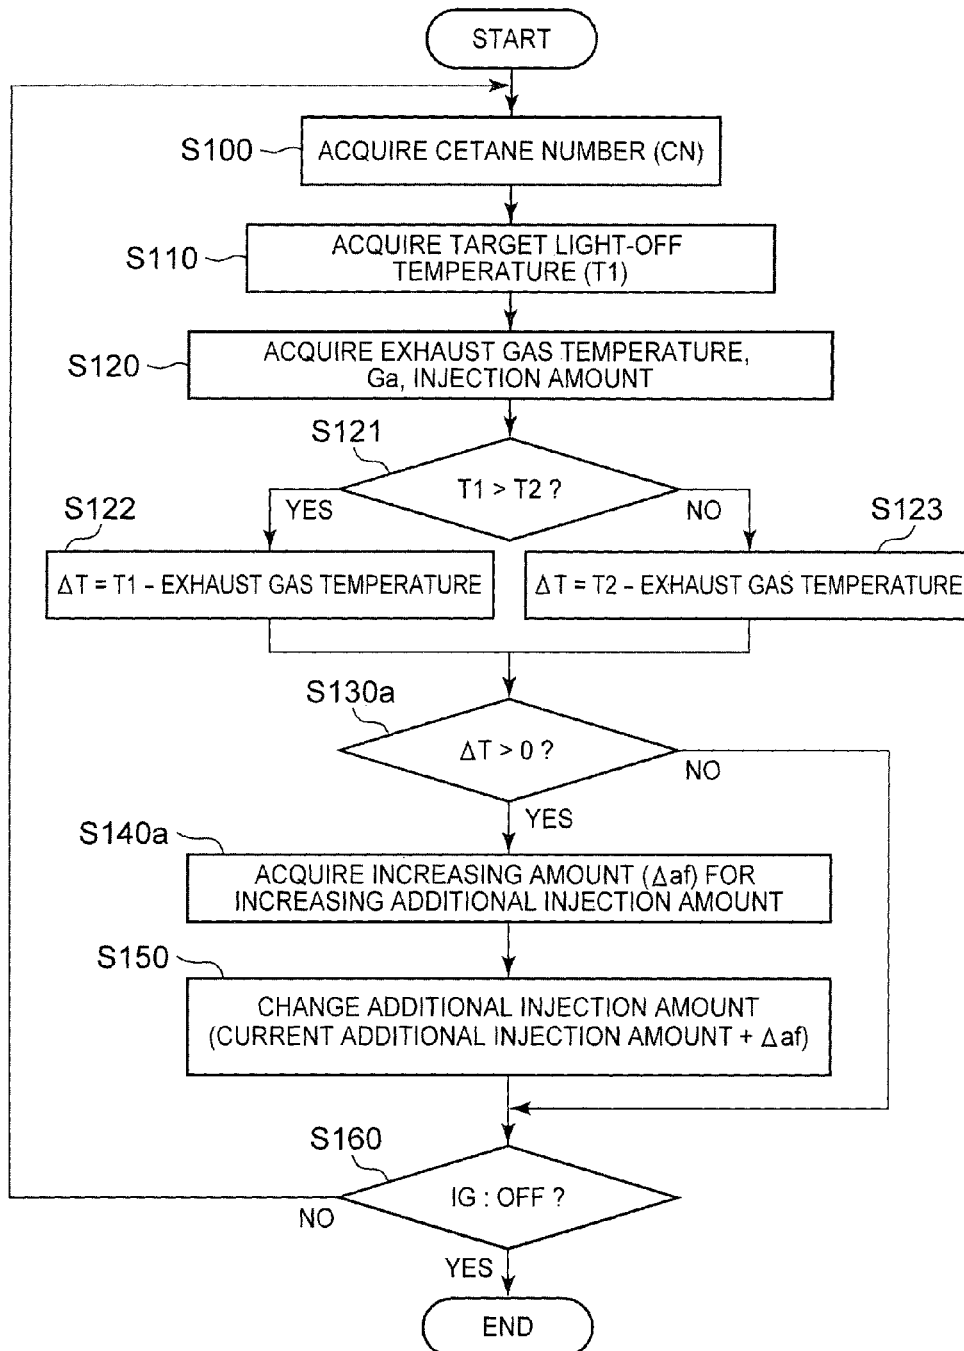 START
S100
ACQUIRE CETANE NUMBER (CN)
S110
ACQUIRE TARGET LIGHT-OFF
TEMPERATURE (T1)
S120
ACQUIRE EXHAUST GAS TEMPERATURE,
Ga, INJECTION AMOUNT
S121
T1 > T2 ?
YES
NO
S122
ΔT = T1 – EXHAUST GAS TEMPERATURE
S123
ΔT = T2 – EXHAUST GAS TEMPERATURE
S130a
ΔT > 0 ?
NO
YES
S140a
ACQUIRE INCREASING AMOUNT (Δaf) FOR
INCREASING ADDITIONAL INJECTION AMOUNT
S150
CHANGE ADDITIONAL INJECTION AMOUNT
(CURRENT ADDITIONAL INJECTION AMOUNT + Δaf)
S160
IG : OFF ?
NO
YES
END